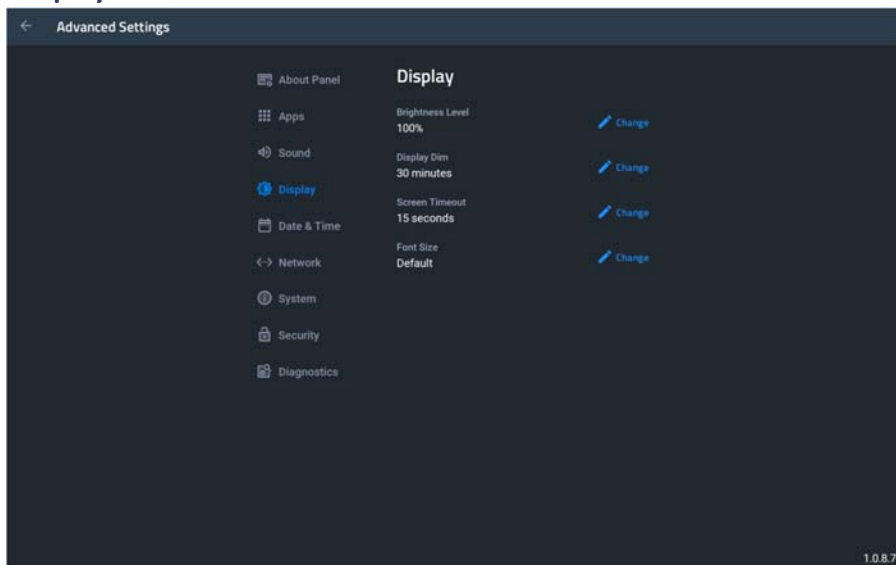 Advanced Settings
About Panel
Apps
Sound
Display
Date & Time
Network
System
Security
Diagnostics
Display
Brightness Level
100%
Change
Display Dim
30 minutes
Change
Screen Timeout
15 seconds
Change
Font Size
Default
Change
1.0.8.7